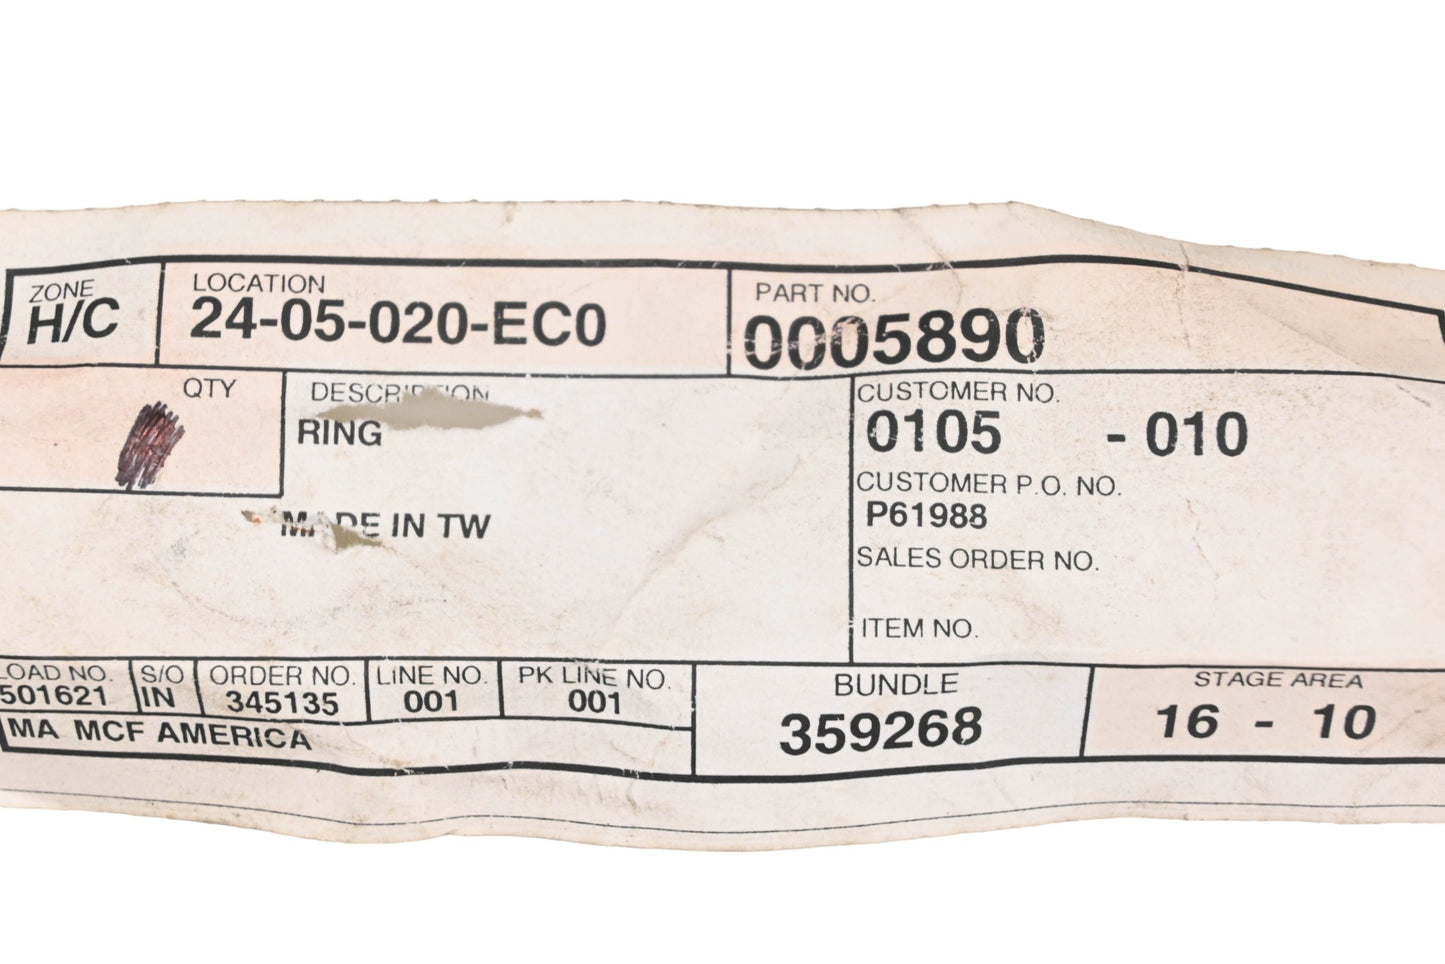 ZONE LOCATION PART NO.
H/C 24-05-020-EC0 0005890
QTY DESCRIPTION CUSTOMER NO.
RING 0105 - 010
CUSTOMER P.O. NO.
MADE IN TW P61988
SALES ORDER NO.
ITEM NO.
LOAD NO. S/O ORDER NO. LINE NO. PK LINE NO. BUNDLE STAGE AREA
501621 IN 345135 001 001 359268 16 - 10
MA MCF AMERICA